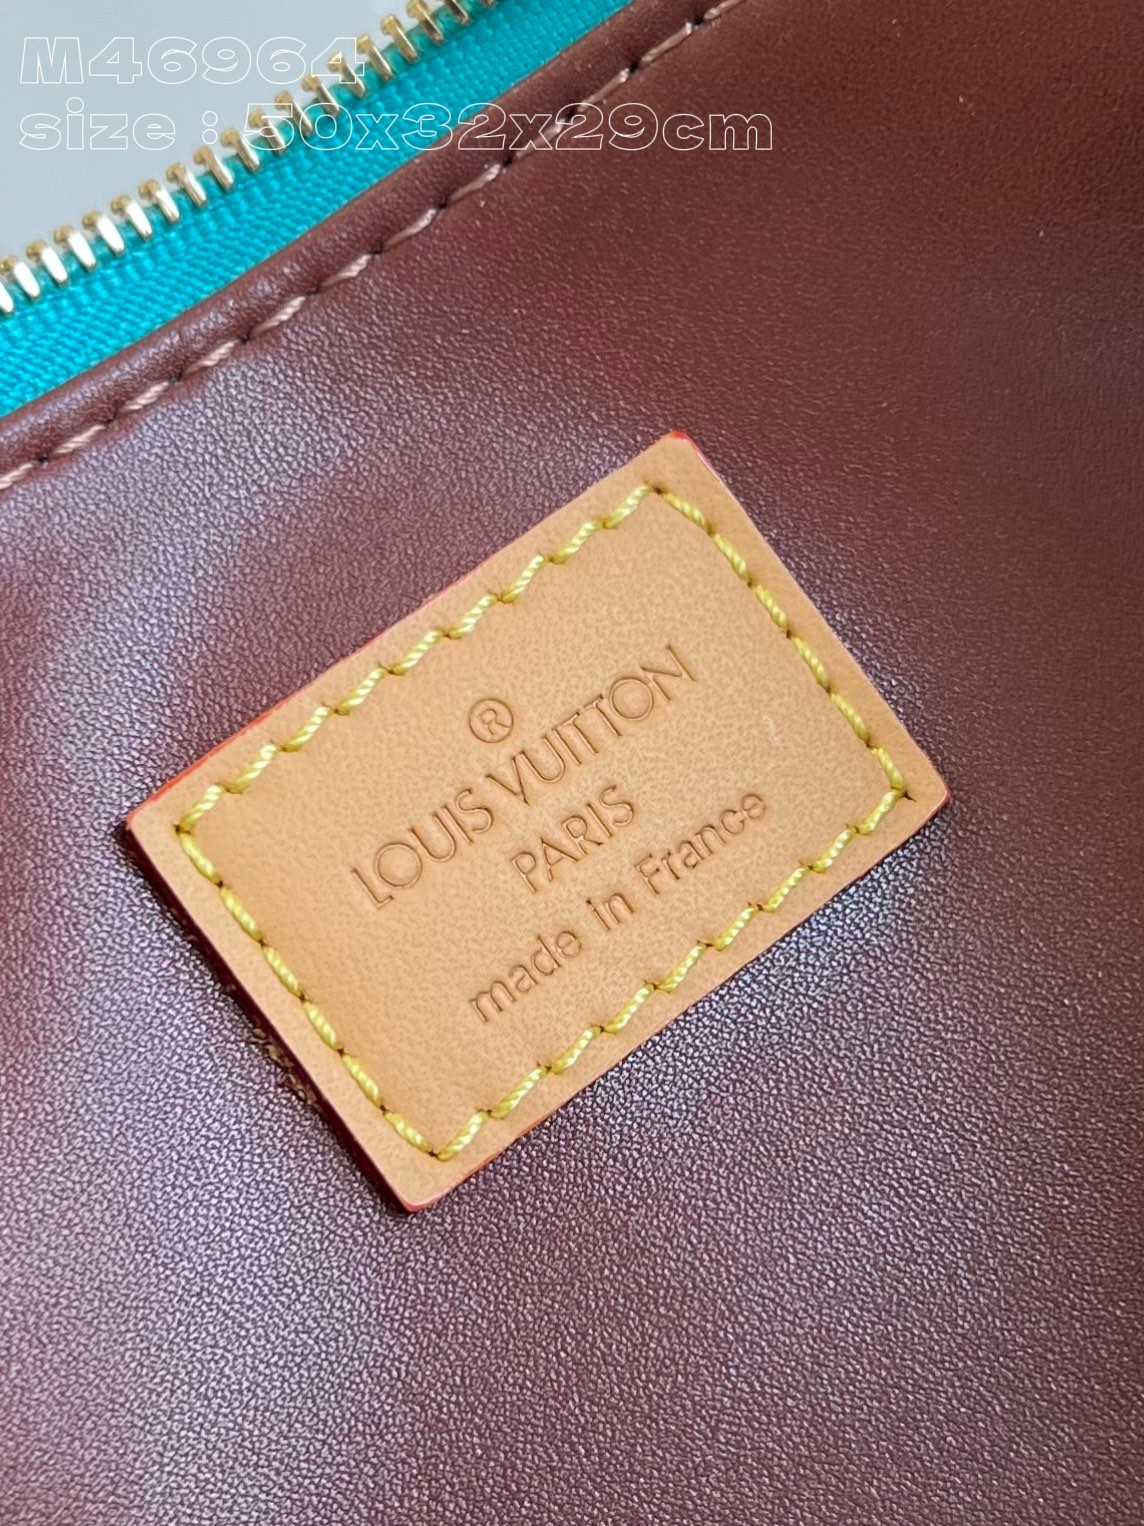 M46964
size : 50x32x29cm
®
LOUIS VUITTON
PARIS
made in France